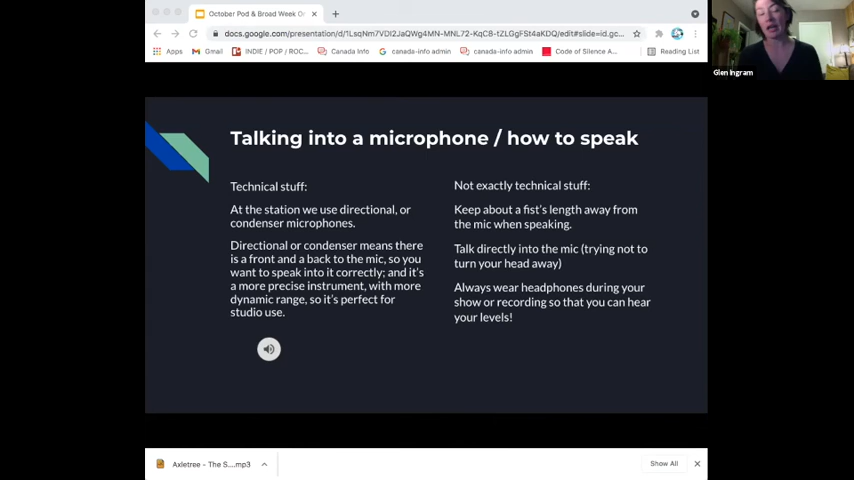 October Pod & Broad Week Or
docs.google.com/presentation/d/1LsqNm7VDI2JaQWg4MN-MNL72-KqC8-tZLGgFSt4aKDQ/edit#slide=id.gc...
Apps
Gmail
INDIE / POP / ROC...
Canada Info
canada-info admin
canada-info admin
Code of Silence A...
Reading List
Glen Ingram
Talking into a microphone / how to speak
Technical stuff:
At the station we use directional, or
condenser microphones.
Directional or condenser means there
is a front and a back to the mic, so you
want to speak into it correctly; and it's
a more precise instrument, with more
dynamic range, so it's perfect for
studio use.
Not exactly technical stuff:
Keep about a fist's length away from
the mic when speaking.
Talk directly into the mic (trying not to
turn your head away)
Always wear headphones during your
show or recording so that you can hear
your levels!
Axletree - The S....mp3
Show All